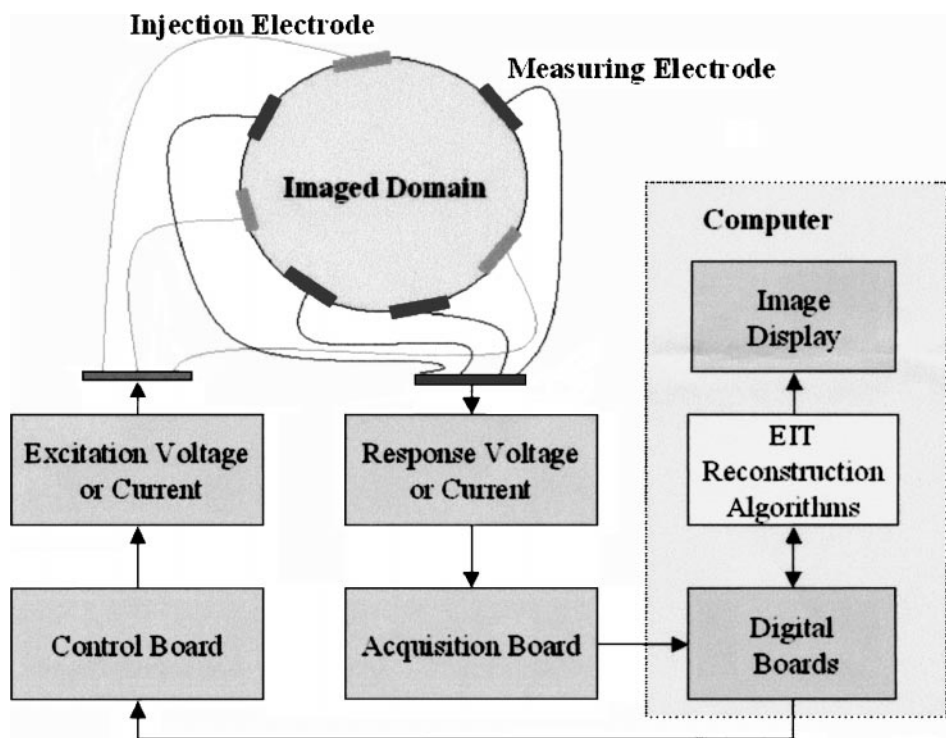 Injection Electrode
Measuring Electrode
Imaged Domain
Computer
Image
Display
Excitation Voltage
or Current
Response Voltage
or Current
EIT
Reconstruction
Algorithms
Control Board
Acquisition Board
Digital
Boards